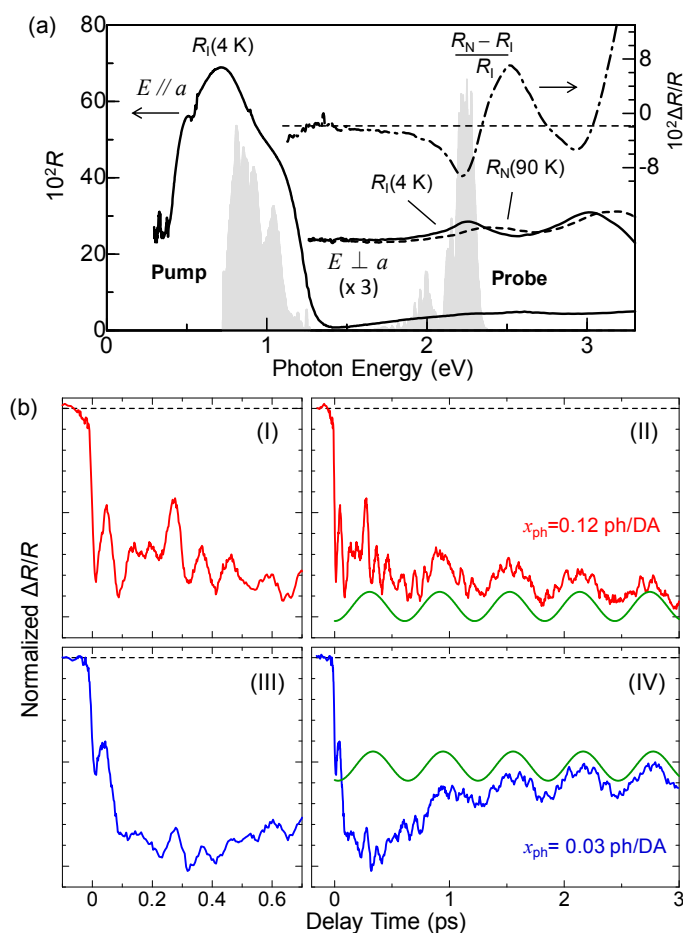 (a)
80
R_I(4 K)
R_N – R_I
R_I
8
E // a
60
0
10²R
10²ΔR/R
40
R_I(4 K)
R_N(90 K)
-8
20
Pump
E ⊥ a
(x 3)
Probe
0
0
1
2
3
Photon Energy (eV)
(b)
(I)
(II)
x_ph=0.12 ph/DA
Normalized ΔR/R
(III)
(IV)
x_ph= 0.03 ph/DA
0
0.2
0.4
0.6
0
1
2
3
Delay Time (ps)